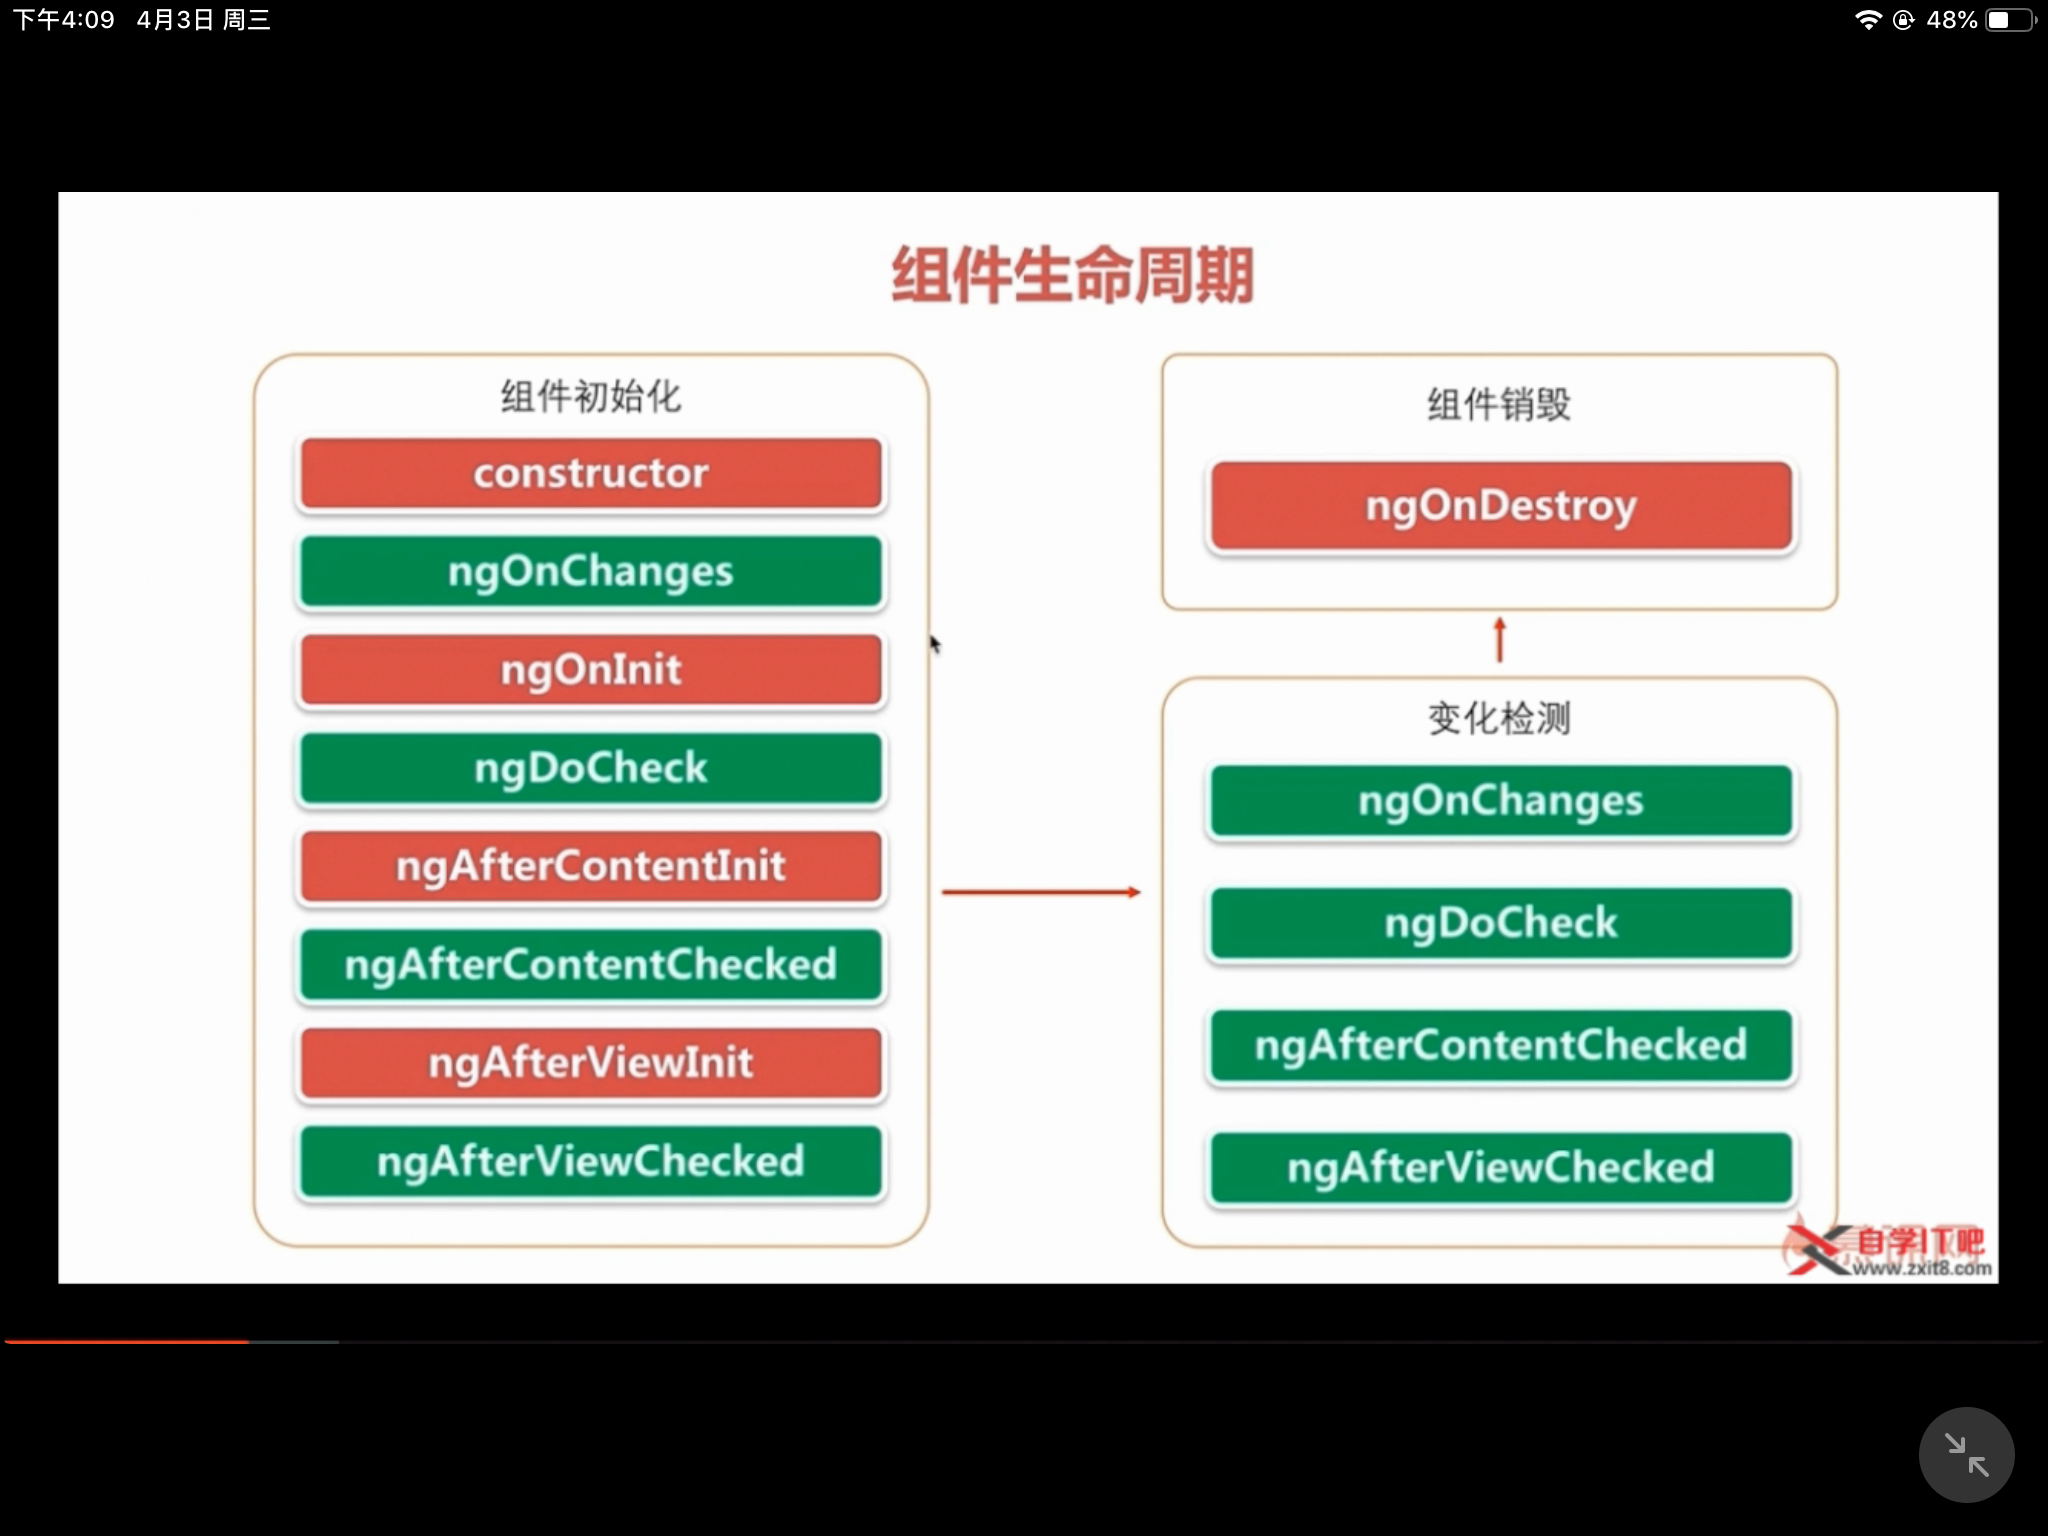 下午4:09 4月3日 周三
48%
组件生命周期
组件初始化
constructor
ngOnChanges
ngOnInit
ngDoCheck
ngAfterContentInit
ngAfterContentChecked
ngAfterViewInit
ngAfterViewChecked
组件销毁
ngOnDestroy
变化检测
ngOnChanges
ngDoCheck
ngAfterContentChecked
ngAfterViewChecked
自学IT吧
www.zxit8.com